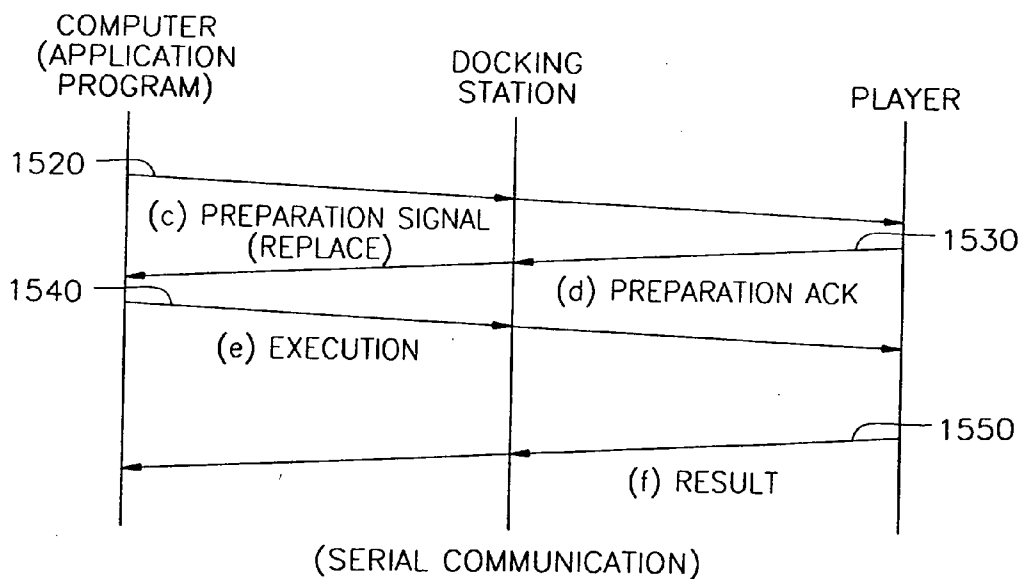 COMPUTER
(APPLICATION
PROGRAM)
DOCKING
STATION
PLAYER
1520
(c) PREPARATION SIGNAL
(REPLACE)
1530
1540
(d) PREPARATION ACK
(e) EXECUTION
1550
(f) RESULT
(SERIAL COMMUNICATION)